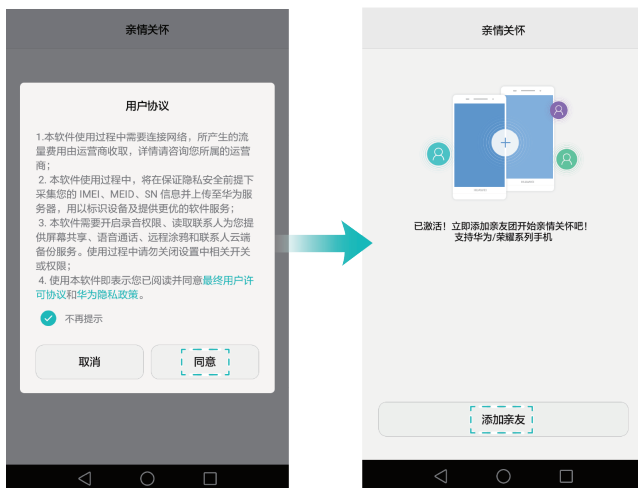 亲情关怀
用户协议
1.本软件使用过程中需要连接网络，所产生的流
量费用由运营商收取，详情请咨询您所属的运营
商；
2. 本软件使用过程中，将在保证隐私安全前提下
采集您的 IMEI、MEID、SN 信息并上传至华为服
务器，用以标识设备及提供更优的软件服务；
3. 本软件需要开启录音权限、读取联系人为您提
供屏幕共享、语音通话、远程涂鸦和联系人云端
备份服务。使用过程中请勿关闭设置中相关开关
或权限；
4. 使用本软件即表示您已阅读并同意最终用户许
可协议和华为隐私政策。
不再提示
取消
同意
亲情关怀
已激活！立即添加亲友团开始亲情关怀吧！
支持华为/荣耀系列手机
添加亲友